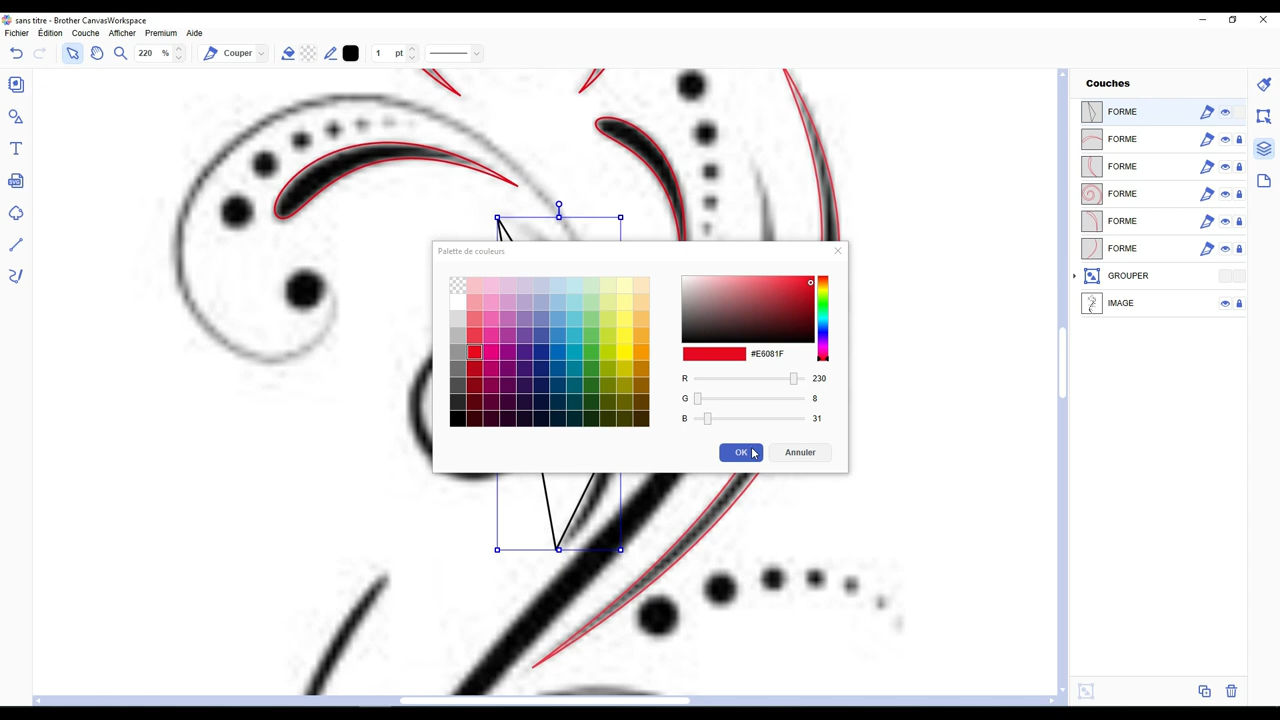 sans titre - Brother CanvasWorkspace
Fichier Édition Couche Afficher Premium Aide
220 % Couper 1 pt
Couches
FORME
FORME
FORME
FORME
FORME
FORME
GROUPER
IMAGE
Palette de couleurs
#E6081F
R 230
G 8
B 31
OK Annuler